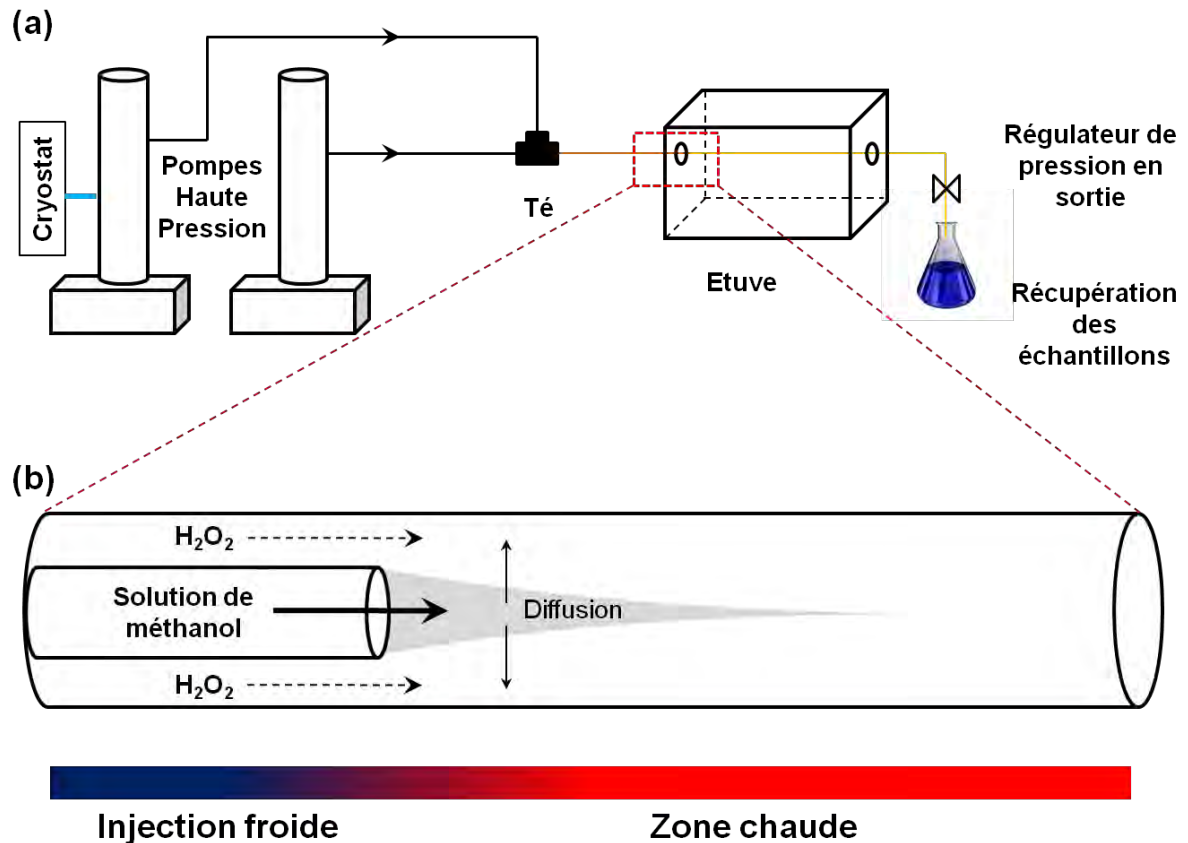 (a)
Cryostat
Pompes
Haute
Pression
Té
Etuve
Régulateur de
pression en
sortie
Récupération
des
échantillons
(b)
H₂O₂
Solution de
méthanol
Diffusion
H₂O₂
Injection froide
Zone chaude